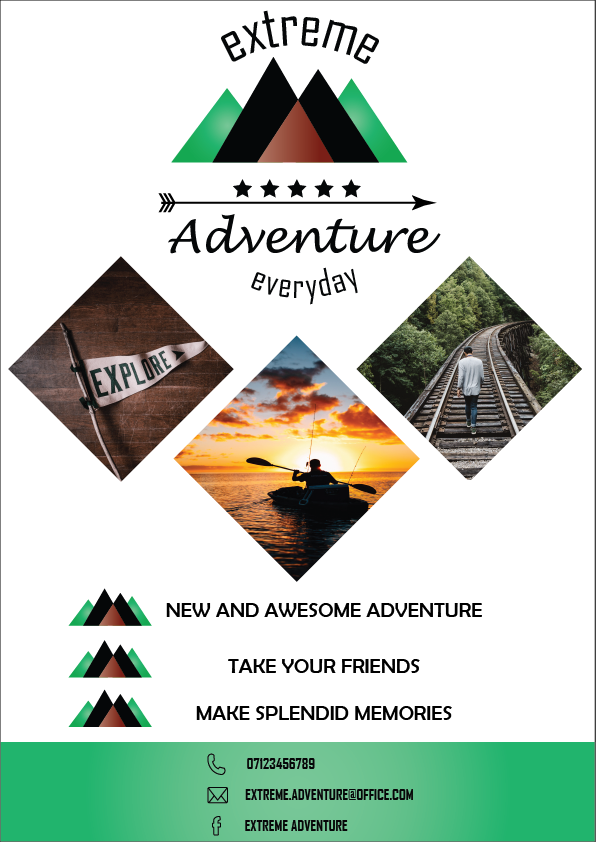 extreme
Adventure
everyday
EXPLORE
NEW AND AWESOME ADVENTURE
TAKE YOUR FRIENDS
MAKE SPLENDID MEMORIES
07123456789
EXTREME.ADVENTURE@OFFICE.COM
EXTREME ADVENTURE